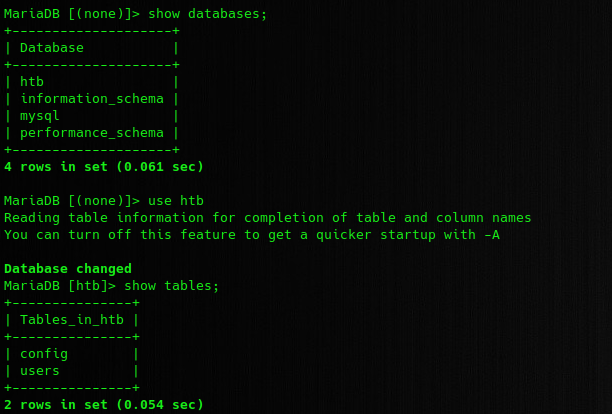 MariaDB [(none)]> show databases;
+--------------------+
| Database           |
+--------------------+
| htb                |
| information_schema |
| mysql              |
| performance_schema |
+--------------------+
4 rows in set (0.061 sec)

MariaDB [(none)]> use htb
Reading table information for completion of table and column names
You can turn off this feature to get a quicker startup with -A

Database changed
MariaDB [htb]> show tables;
+---------------+
| Tables_in_htb |
+---------------+
| config        |
| users         |
+---------------+
2 rows in set (0.054 sec)